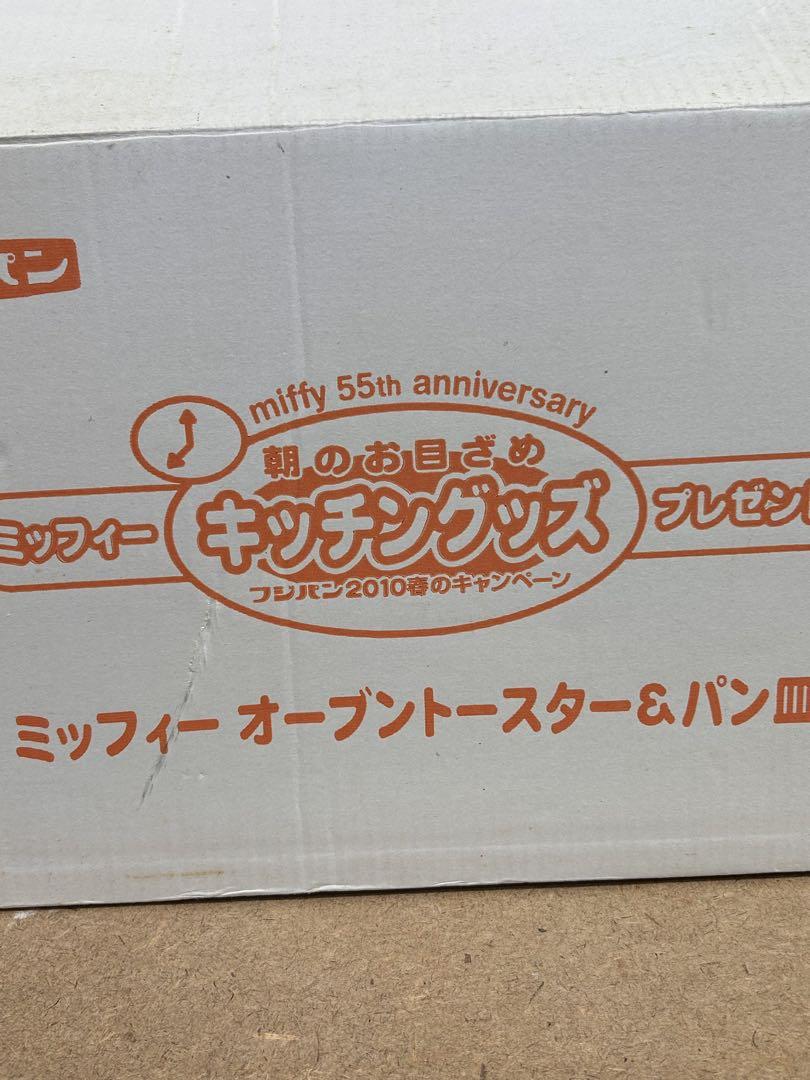 パン
miffy 55th anniversary
朝のお目ざめ
ミッフィー キッチングッズ プレゼント
フジパン2010春のキャンペーン
ミッフィー オーブントースター&パン皿